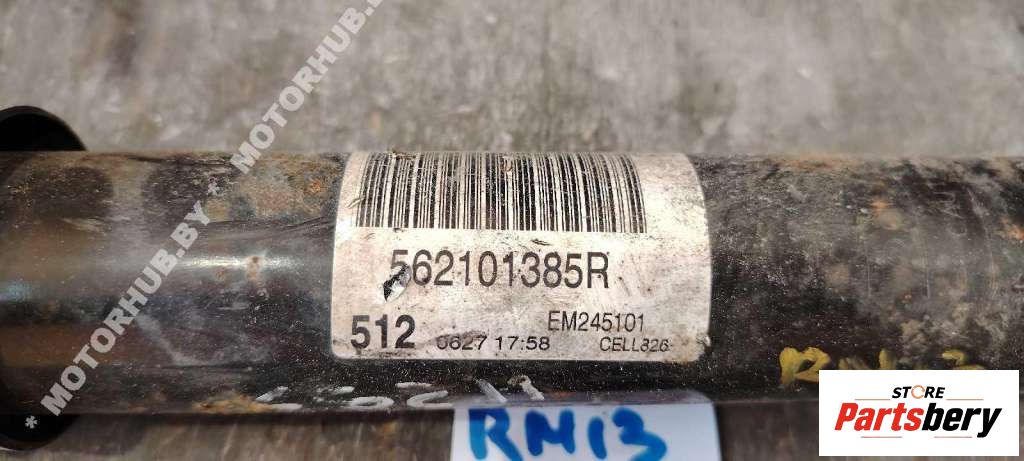 * MOTORHUB.BY * MOTORHUB.BY
562101385R
512 0627 17:58
EM245101
CELL326
RM13
STORE
Partsbery